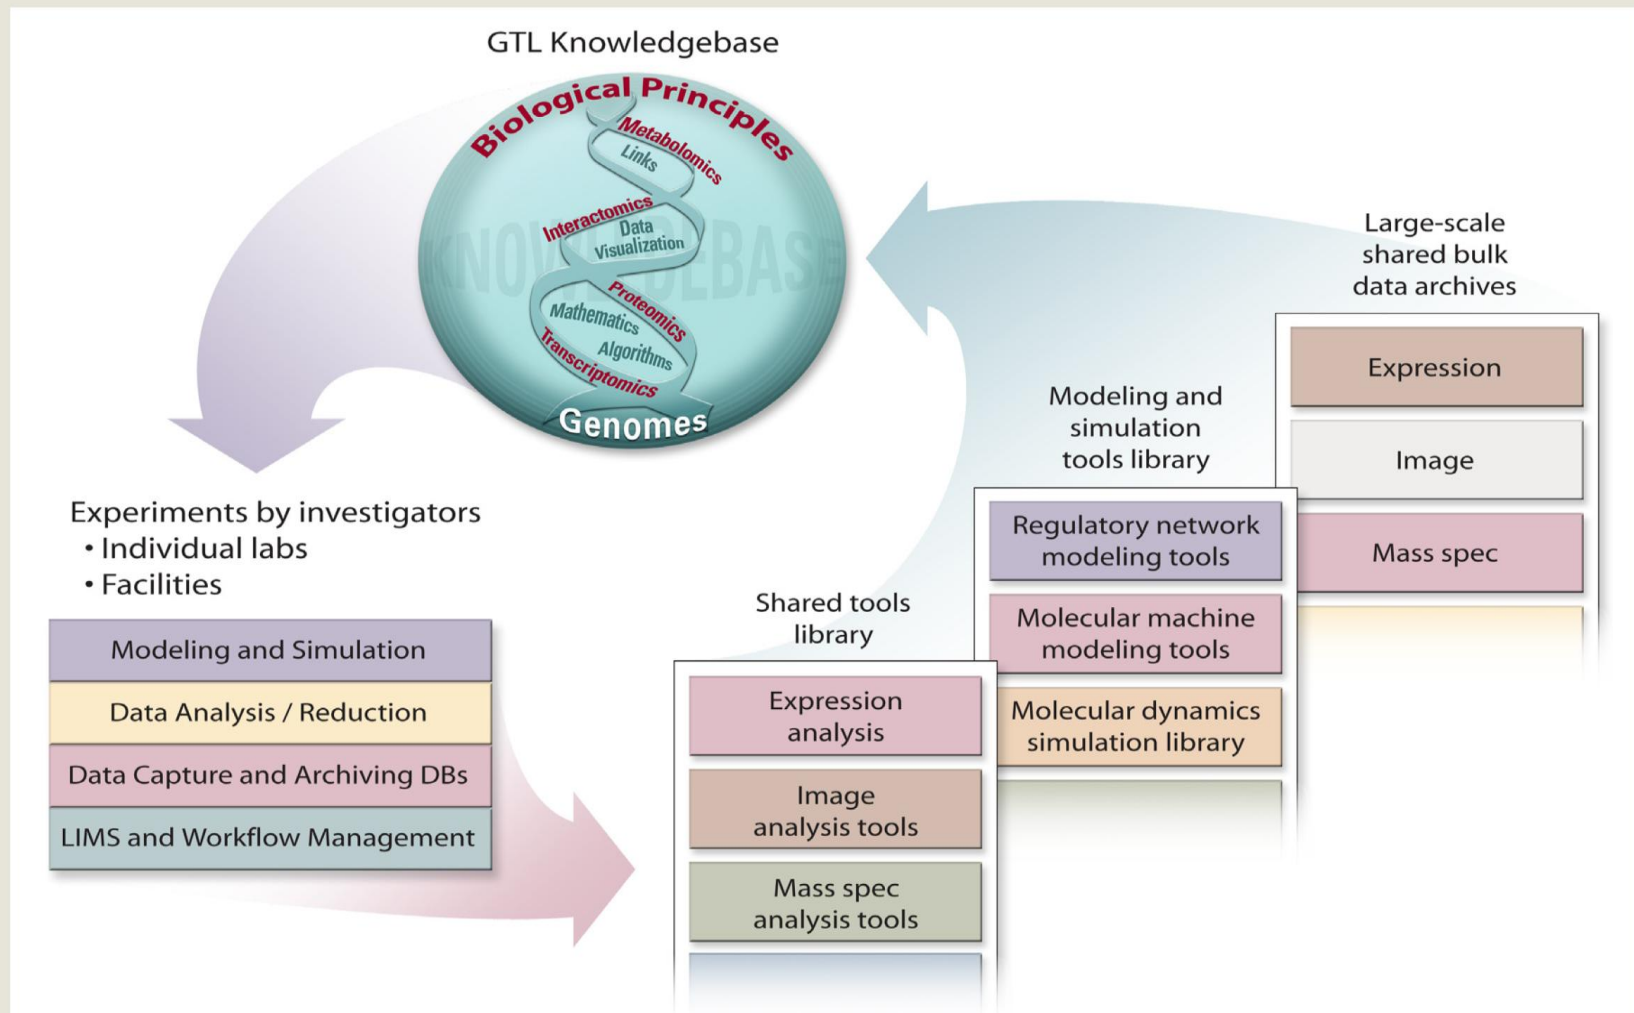 GTL Knowledgebase
Biological Principles
Metabolomics
Links
Interactomics
Data
Visualization
Proteomics
Mathematics
Algorithms
Transcriptomics
Genomes
Experiments by investigators
• Individual labs
• Facilities
Modeling and Simulation
Data Analysis / Reduction
Data Capture and Archiving DBs
LIMS and Workflow Management
Shared tools
library
Expression
analysis
Image
analysis tools
Mass spec
analysis tools
Modeling and
simulation
tools library
Regulatory network
modeling tools
Molecular machine
modeling tools
Molecular dynamics
simulation library
Large-scale
shared bulk
data archives
Expression
Image
Mass spec